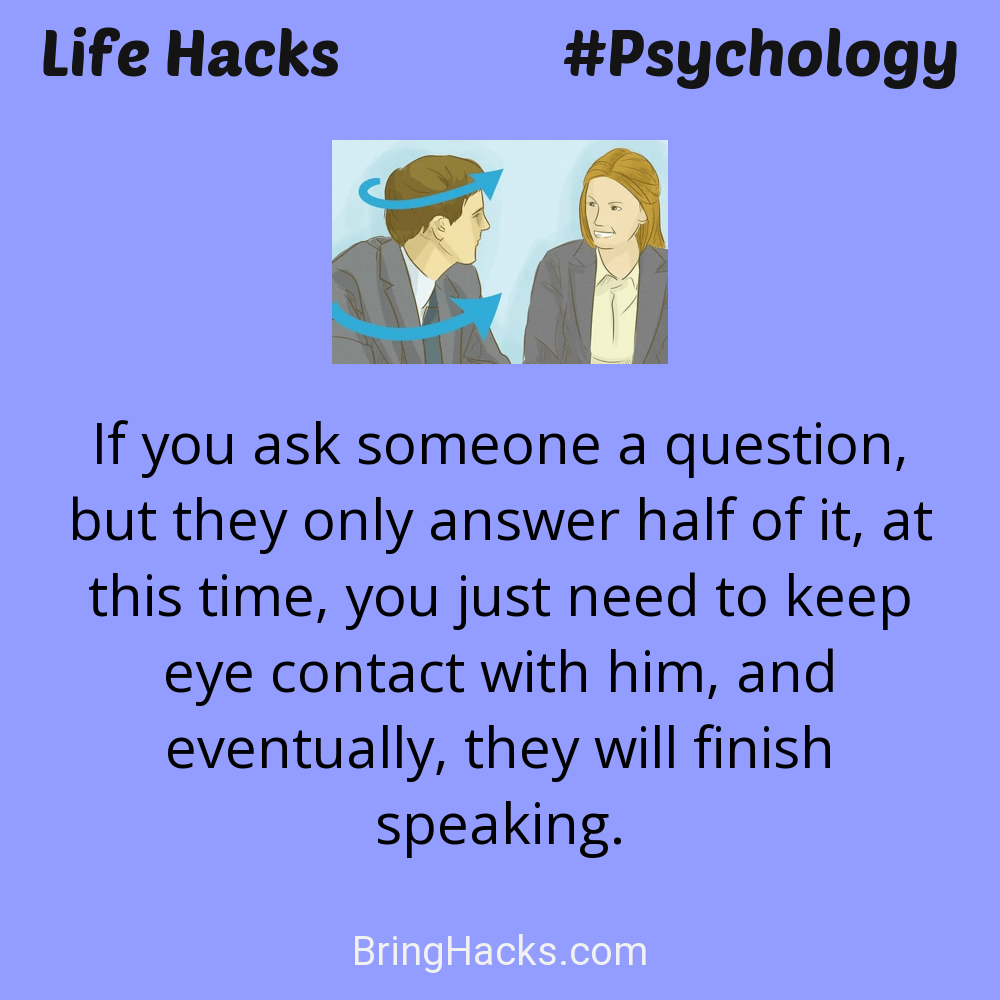 Life Hacks
#Psychology
If you ask someone a question,
but they only answer half of it, at
this time, you just need to keep
eye contact with him, and
eventually, they will finish
speaking.
BringHacks.com